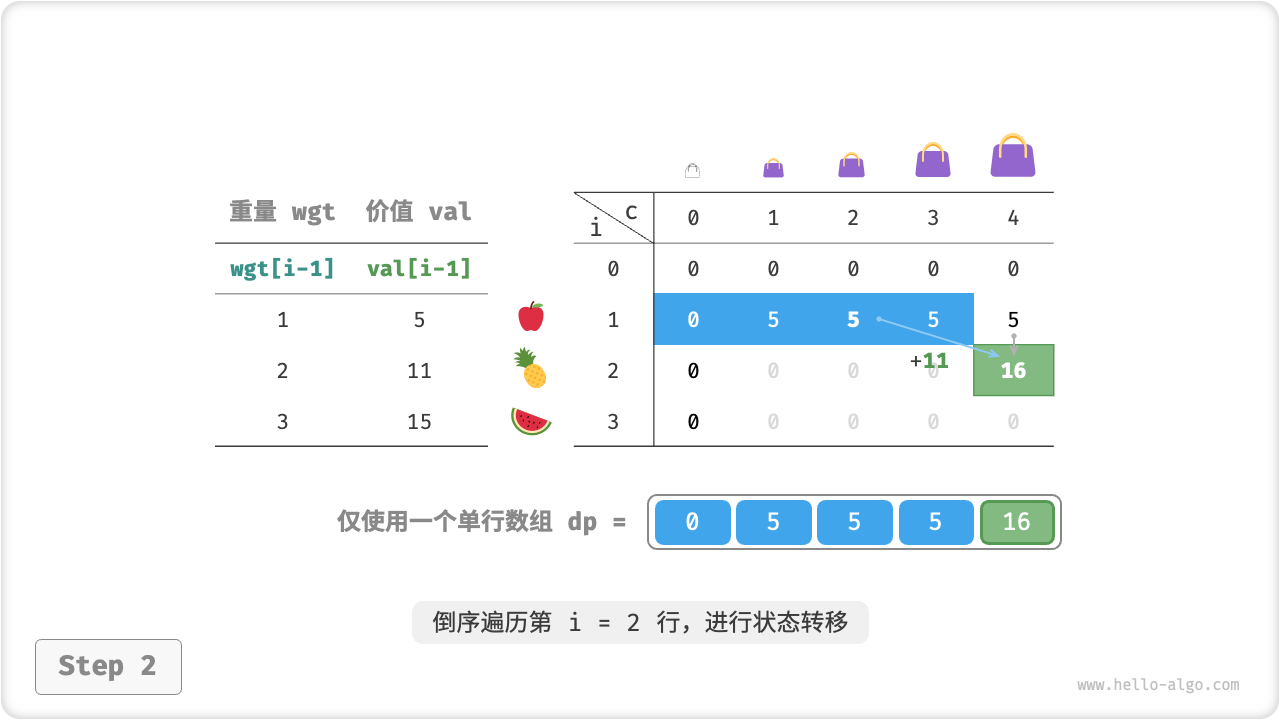 重量 wgt 价值 val
wgt[i-1] val[i-1]
1 5
2 11
3 15
i c 0 1 2 3 4
0 0 0 0 0 0
1 0 5 5 5 5
2 0 0 0 0 +11 16
3 0 0 0 0 0
仅使用一个单行数组 dp = 0 5 5 5 16
倒序遍历第 i = 2 行，进行状态转移
Step 2
www.hello-algo.com